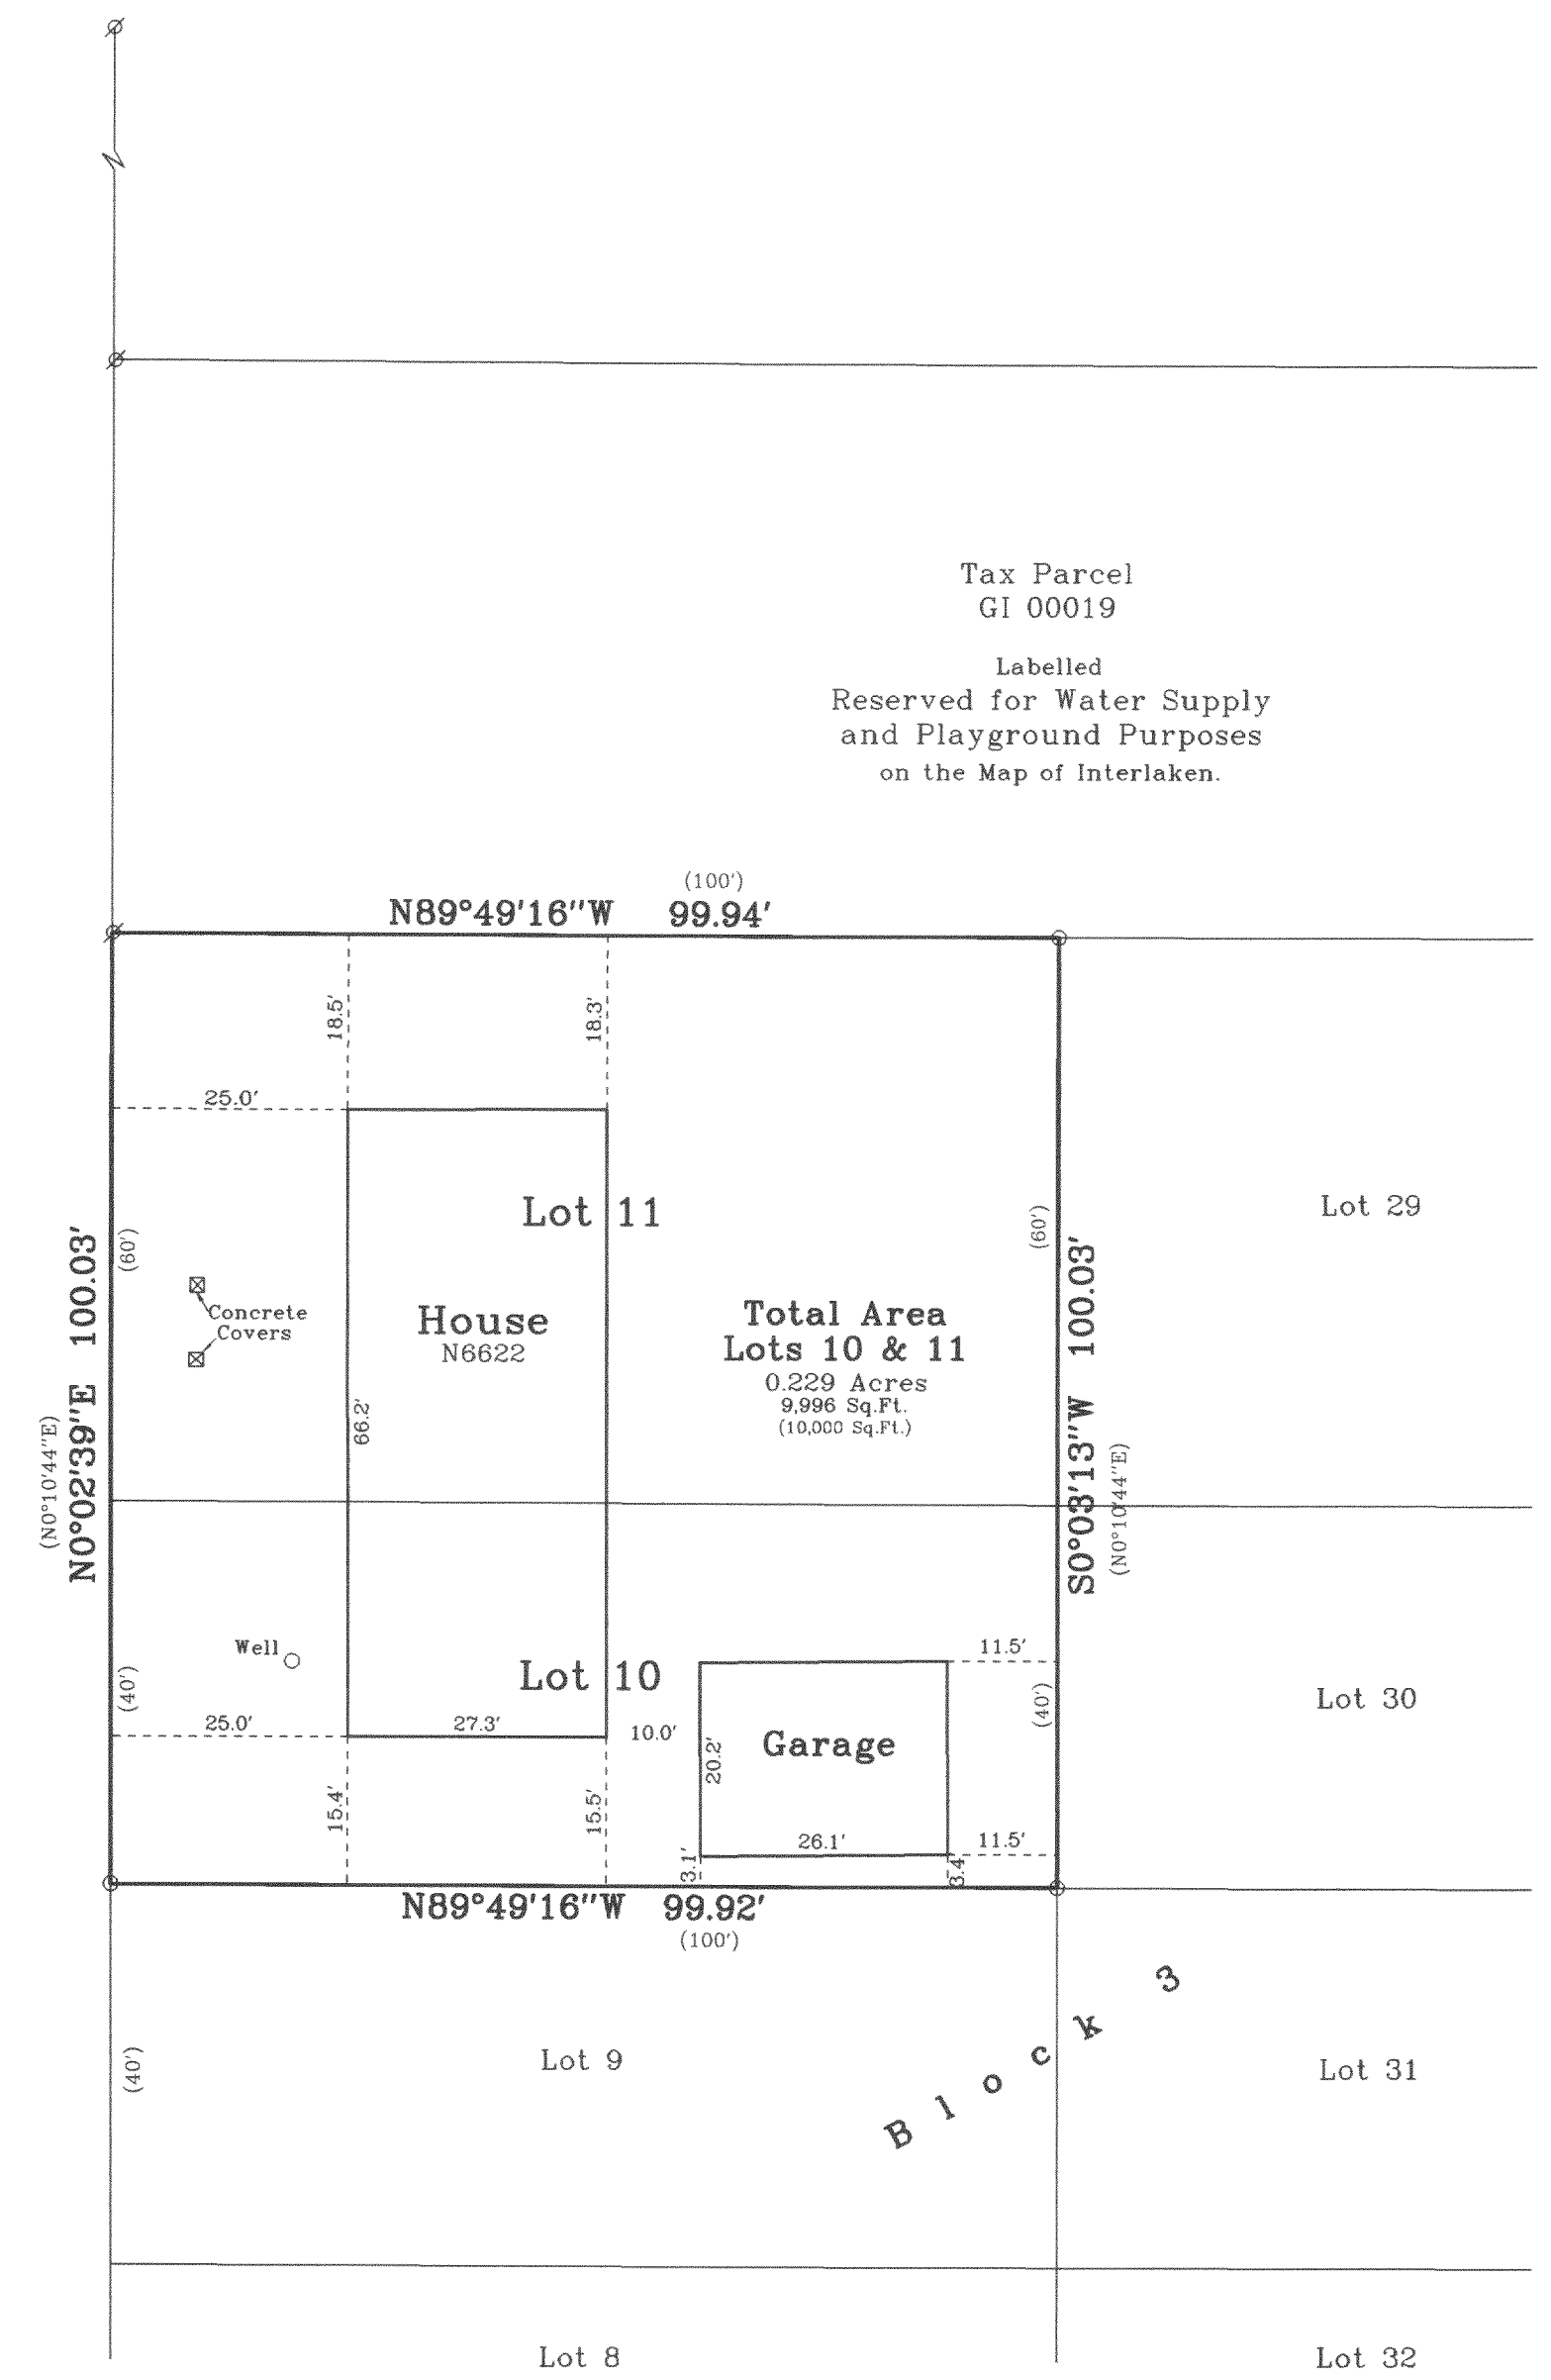 Tax Parcel
GI 00019
Labelled
Reserved for Water Supply
and Playground Purposes
on the Map of Interlaken.
(100')
N89°49'16"W 99.94'
18.5'
18.3'
25.0'
Lot 11
Lot 29
(60')
(60')
N0°02'39"E 100.03'
(N0°10'44"E)
S0°03'13"W 100.03'
(N0°10'44"E)
Concrete
Covers
House
N6622
66.2'
Total Area
Lots 10 & 11
0.229 Acres
9,996 Sq.Ft.
(10,000 Sq.Ft.)
Well
Lot 10
11.5'
(40')
(40')
Lot 30
25.0'
27.3'
10.0'
20.2'
Garage
15.4'
15.5'
26.1'
11.5'
3.1'
3.4'
N89°49'16"W 99.92'
(100')
Block 3
(40')
Lot 9
Lot 31
Lot 8
Lot 32